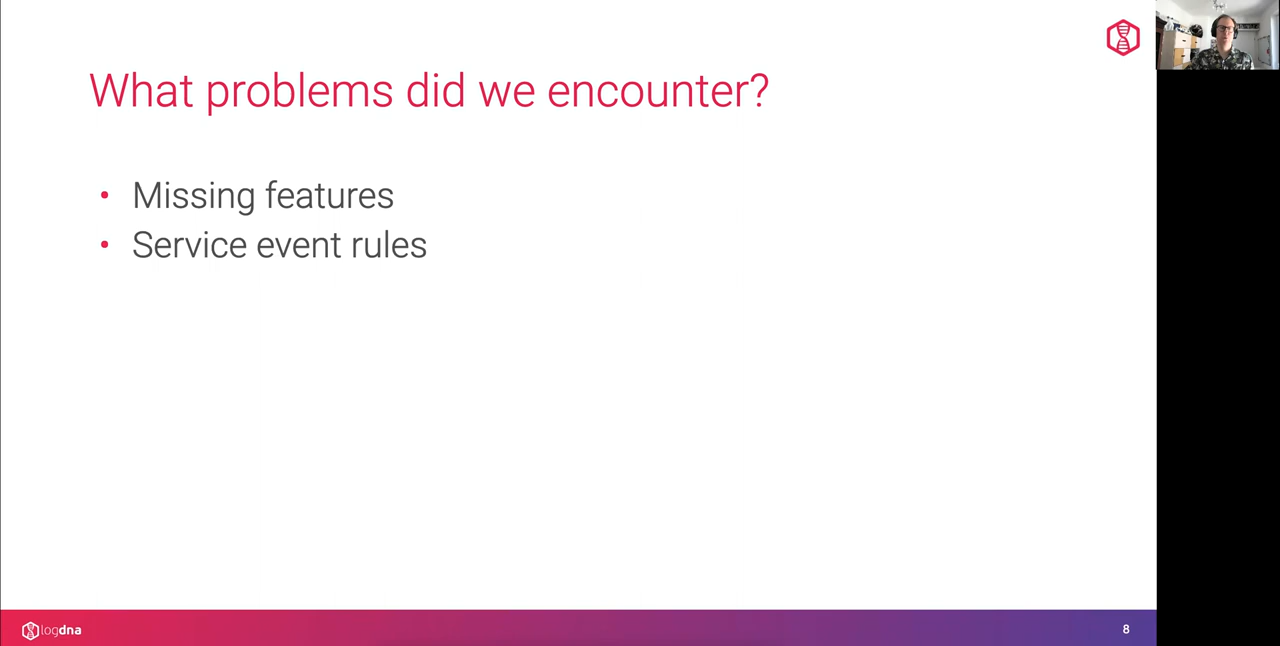 What problems did we encounter?
• Missing features
• Service event rules
logdna
8